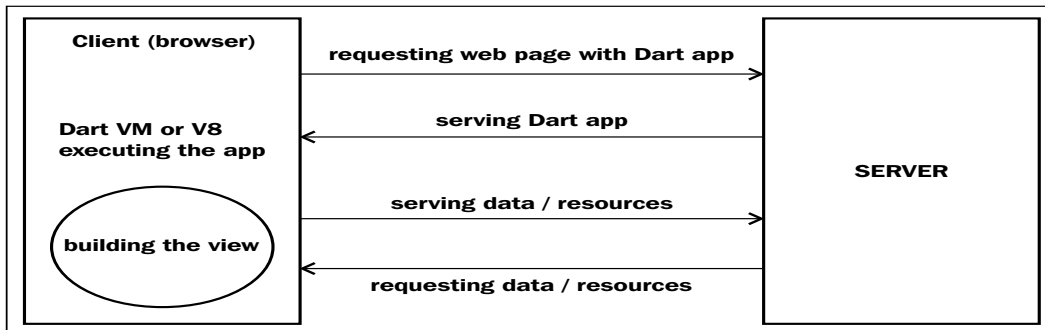 Client (browser)
requesting web page with Dart app
serving Dart app
Dart VM or V8
executing the app
SERVER
serving data / resources
building the view
requesting data / resources